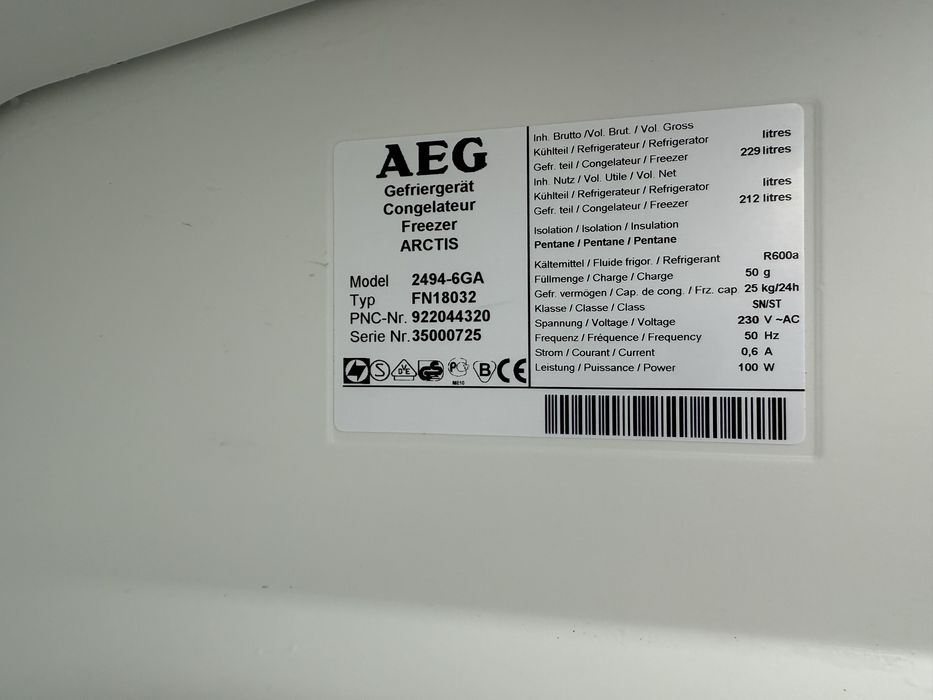 AEG
Gefriergerät
Congelateur
Freezer
ARCTIS
Model 2494-6GA
Typ FN18032
PNC-Nr. 922044320
Serie Nr. 35000725
S
DVE
GS
PC
ME10
B
CE
Inh. Brutto /Vol. Brut. / Vol. Gross
Kühlteil / Refrigerateur / Refrigerator litres
Gefr. teil / Congelateur / Freezer 229 litres
Inh. Nutz / Vol. Utile / Vol. Net
Kühlteil / Refrigerateur / Refrigerator litres
Gefr. teil / Congelateur / Freezer 212 litres
Isolation / Isolation / Insulation
Pentane / Pentane / Pentane
Kältemittel / Fluide frigor. / Refrigerant R600a
Füllmenge / Charge / Charge 50 g
Gefr. vermögen / Cap. de cong. / Frz. cap 25 kg/24h
Klasse / Classe / Class SN/ST
Spannung / Voltage / Voltage 230 V ~AC
Frequenz / Fréquence / Frequency 50 Hz
Strom / Courant / Current 0,6 A
Leistung / Puissance / Power 100 W